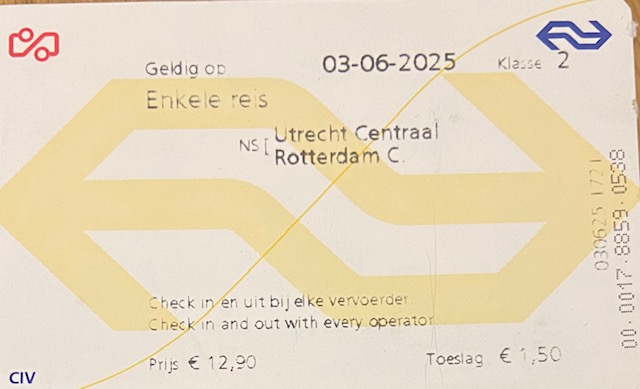 Geldig op 03-06-2025 Klasse 2
Enkele reis
NS [ Utrecht Centraal
Rotterdam C.
Check in en uit bij elke vervoerder.
Check in and out with every operator.
Prijs € 12,90 Toeslag € 1,50
CIV
030625 1721
00 0017 8859 0538